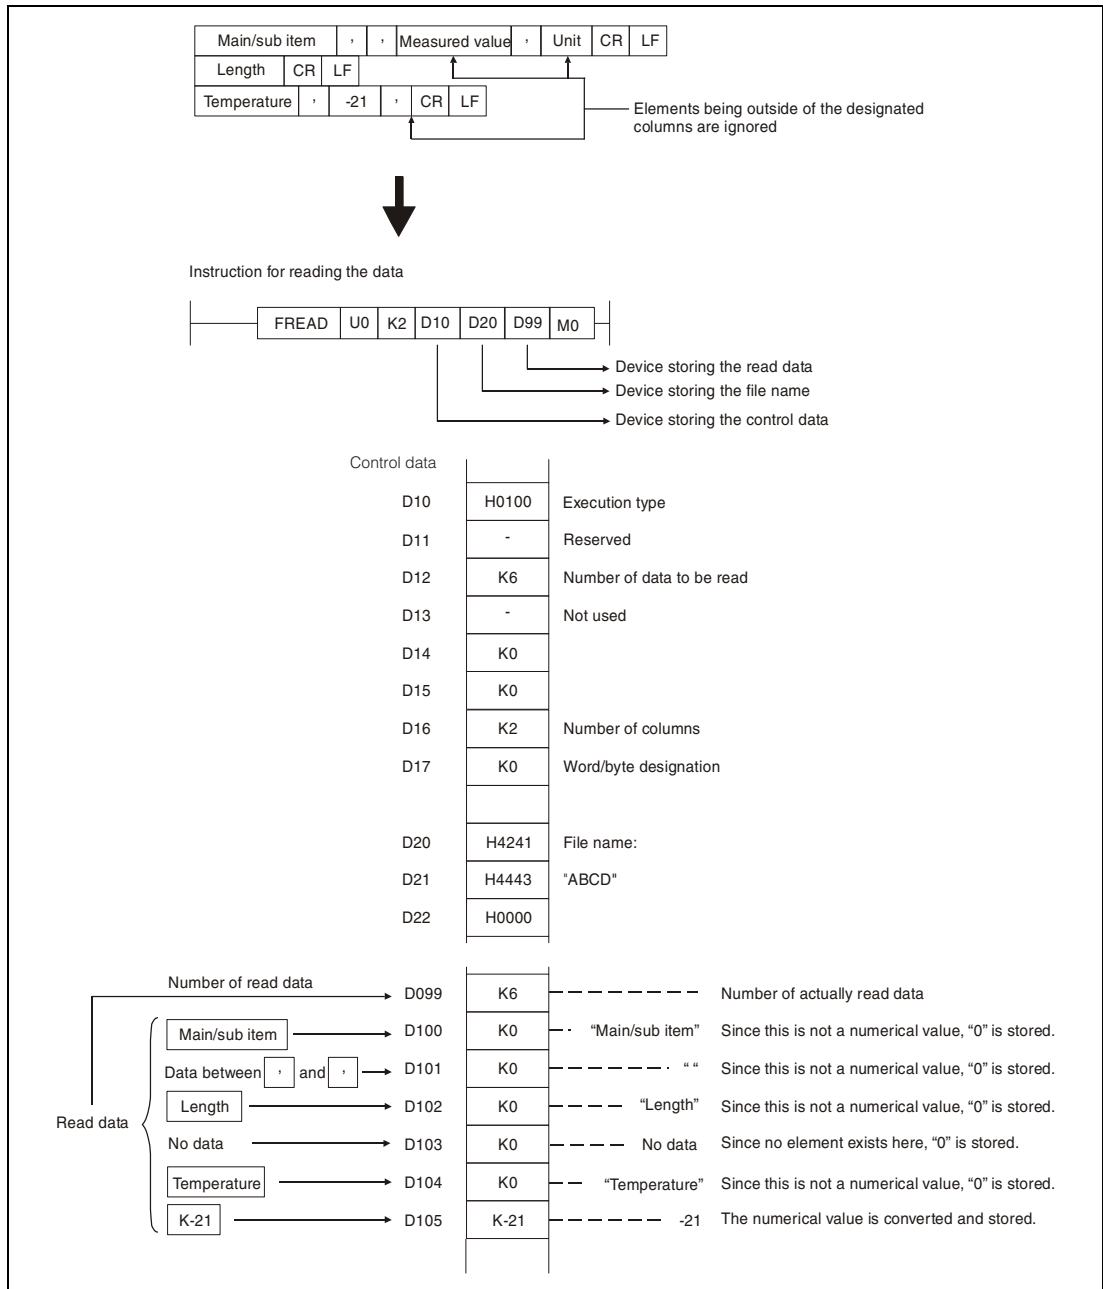 Main/sub item , , Measured value , Unit CR LF
Length CR LF
Temperature , -21 , CR LF
Elements being outside of the designated
columns are ignored
Instruction for reading the data
FREAD U0 K2 D10 D20 D99 M0
Device storing the read data
Device storing the file name
Device storing the control data
Control data
D10 H0100 Execution type
D11 - Reserved
D12 K6 Number of data to be read
D13 - Not used
D14 K0
D15 K0
D16 K2 Number of columns
D17 K0 Word/byte designation
D20 H4241 File name:
D21 H4443 "ABCD"
D22 H0000
Number of read data
D099 K6 Number of actually read data
Main/sub item D100 K0 “Main/sub item” Since this is not a numerical value, “0” is stored.
Data between , and , D101 K0 “ “ Since this is not a numerical value, “0” is stored.
Length D102 K0 “Length” Since this is not a numerical value, “0” is stored.
Read data
No data D103 K0 No data Since no element exists here, “0” is stored.
Temperature D104 K0 “Temperature” Since this is not a numerical value, “0” is stored.
K-21 D105 K-21 -21 The numerical value is converted and stored.